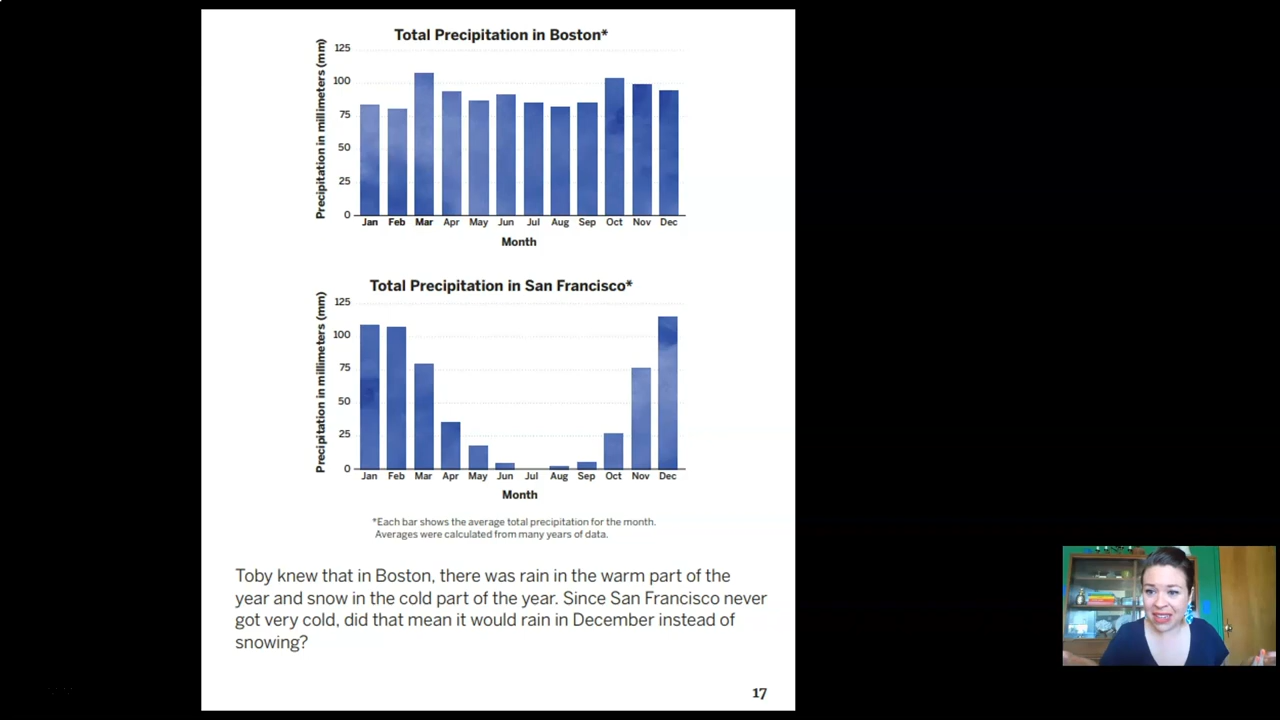 Total Precipitation in Boston*
Precipitation in millimeters (mm)
125
100
75
50
25
0
Jan Feb Mar Apr May Jun Jul Aug Sep Oct Nov Dec
Month
Total Precipitation in San Francisco*
Precipitation in millimeters (mm)
125
100
75
50
25
0
Jan Feb Mar Apr May Jun Jul Aug Sep Oct Nov Dec
Month
*Each bar shows the average total precipitation for the month.
Averages were calculated from many years of data.
Toby knew that in Boston, there was rain in the warm part of the
year and snow in the cold part of the year. Since San Francisco never
got very cold, did that mean it would rain in December instead of
snowing?
17